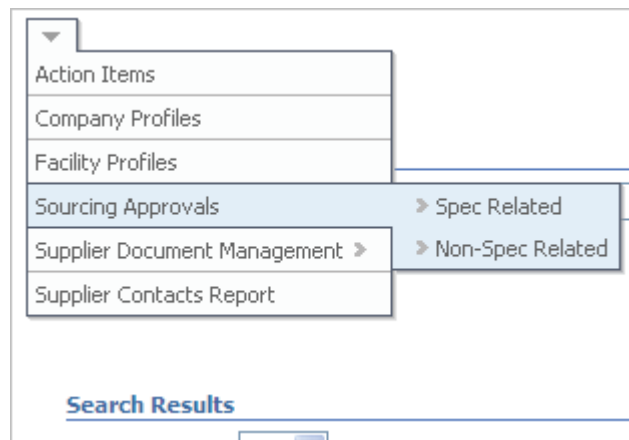 Action Items
Company Profiles
Facility Profiles
Sourcing Approvals
Spec Related
Supplier Document Management
Non-Spec Related
Supplier Contacts Report
Search Results